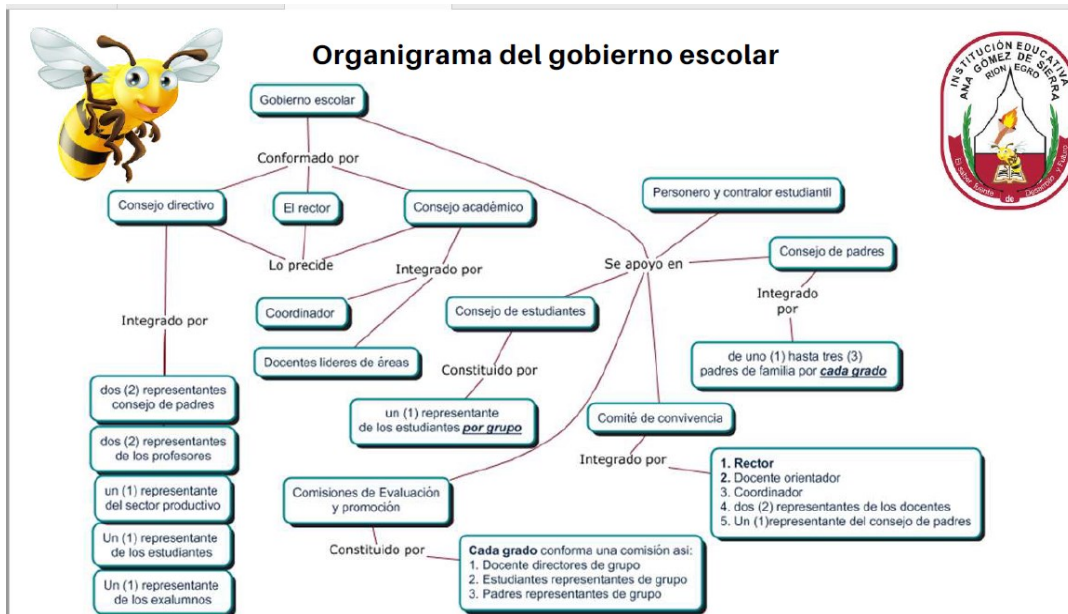 Organigrama del gobierno escolar
INSTITUCIÓN EDUCATIVA
ANA GÓMEZ DE SIERRA
RIONEGRO
El saber fuente de Desarrollo y Futuro
Gobierno escolar
Conformado por
Consejo directivo
El rector
Consejo académico
Personero y contralor estudiantil
Lo precide
Integrado por
Se apoyo en
Consejo de padres
Integrado
por
Coordinador
Consejo de estudiantes
Integrado por
Docentes lideres de áreas
Constituido por
de uno (1) hasta tres (3)
padres de familia por cada grado
dos (2) representantes
consejo de padres
un (1) representante
de los estudiantes por grupo
Comité de convivencia
dos (2) representantes
de los profesores
Integrado por
1. Rector
2. Docente orientador
3. Coordinador
4. dos (2) representantes de los docentes
5. Un (1)representante del consejo de padres
un (1) representante
del sector productivo
Comisiones de Evaluación
y promoción
Un (1) representante
de los estudiantes
Constituido por
Cada grado conforma una comisión asi:
1. Docente directores de grupo
2. Estudiantes representantes de grupo
3. Padres representantes de grupo
Un (1) representante
de los exalumnos